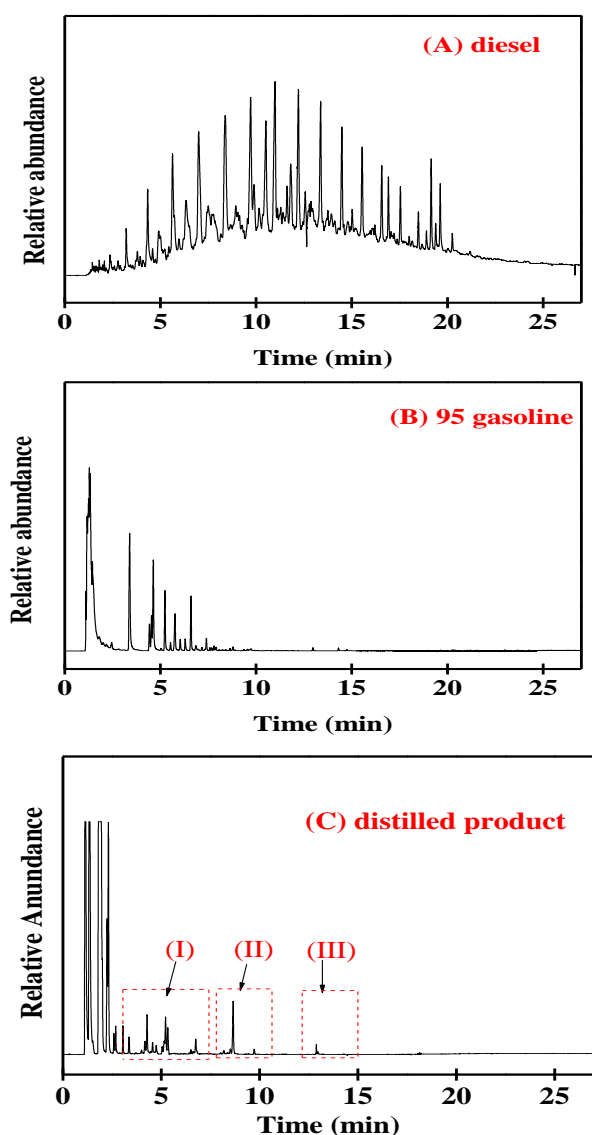 (A) diesel
Relative abundance
0 5 10 15 20 25
Time (min)
(B) 95 gasoline
Relative abundance
0 5 10 15 20 25
Time (min)
(C) distilled product
Relative Anundance
(I) (II) (III)
0 5 10 15 20 25
Time (min)